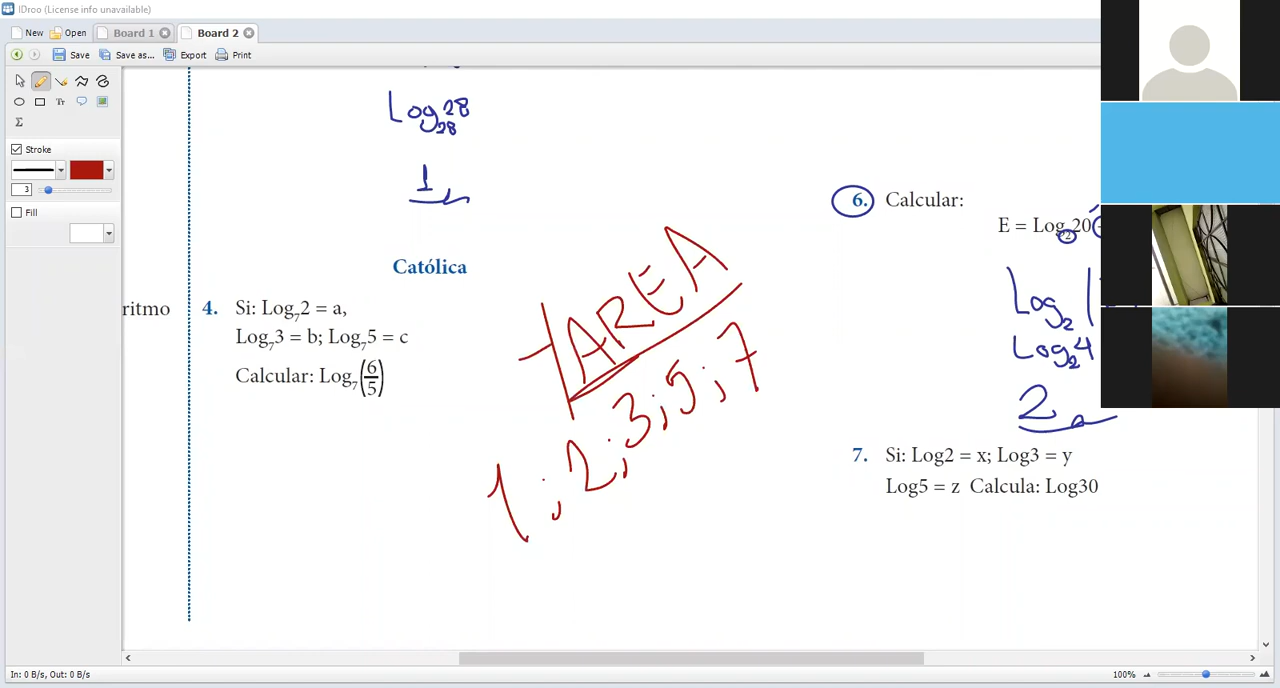 IDroo (License info unavailable)
New Open Board 1 Board 2
Save Save as... Export Print
Tr
Σ
Stroke
3
Fill
Log₂₈28
1
Católica
ritmo
4. Si: Log₇2 = a,
Log₇3 = b; Log₇5 = c
Calcular: Log₇(6/5)
TAREA
1 ; 2 ; 3 ; 5 ; 7
6. Calcular:
E = Log₂20
Log₂
Log₂4
2
7. Si: Log2 = x; Log3 = y
Log5 = z Calcula: Log30
In: 0 B/s, Out: 0 B/s
100%